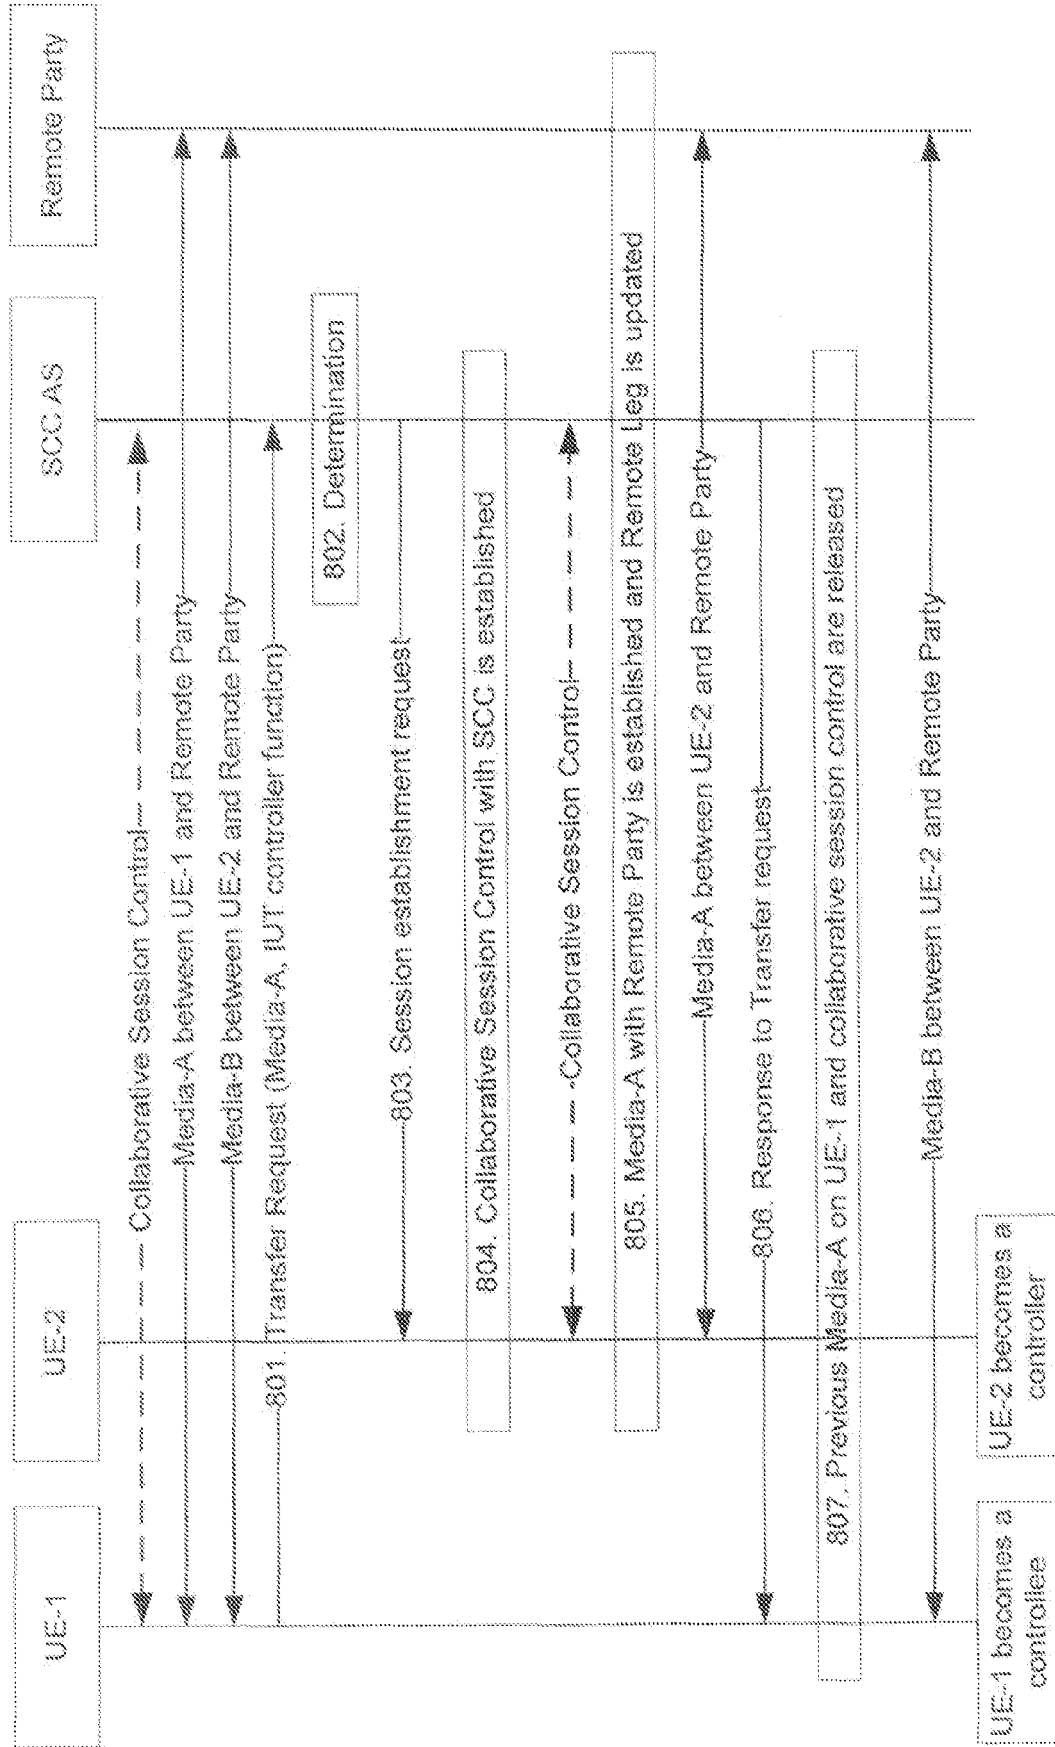 UE-1
UE-2
SCC AS
Remote Party
Collaborative Session Control
Media-A between UE-1 and Remote Party
Media-B between UE-2 and Remote Party
801. Transfer Request (Media-A, IUT controller function)
802. Determination
803. Session establishment request
804. Collaborative Session Control with SCC is established
Collaborative Session Control
805. Media-A with Remote Party is established and Remote Leg is updated
Media-A between UE-2 and Remote Party
806. Response to Transfer request
807. Previous Media-A on UE-1 and collaborative session control are released
Media-B between UE-2 and Remote Party
UE-1 becomes a
controllee
UE-2 becomes a
controller